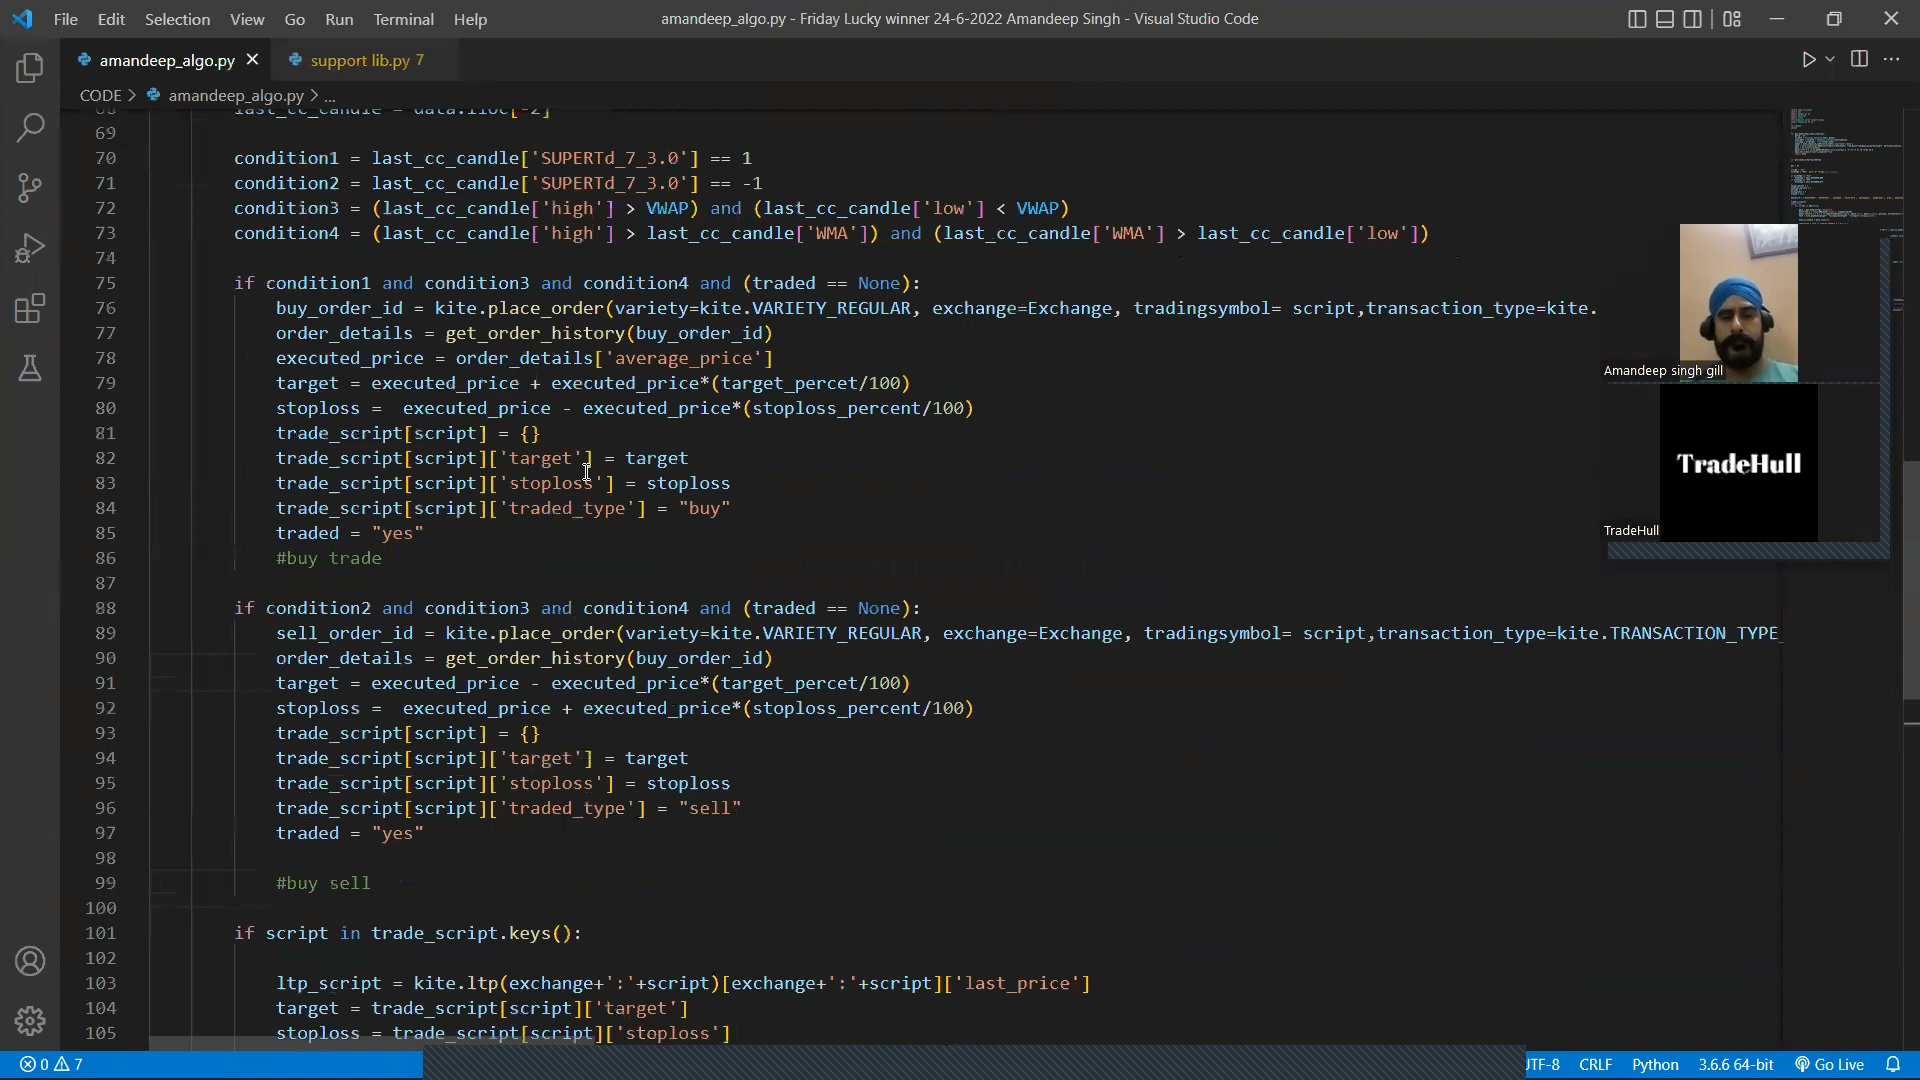 File Edit Selection View Go Run Terminal Help
amandeep_algo.py - Friday Lucky winner 24-6-2022 Amandeep Singh - Visual Studio Code
amandeep_algo.py
support lib.py 7
CODE > amandeep_algo.py > ...
last_cc_candle = data.iloc[-2]
69
70 condition1 = last_cc_candle['SUPERTd_7_3.0'] == 1
71 condition2 = last_cc_candle['SUPERTd_7_3.0'] == -1
72 condition3 = (last_cc_candle['high'] > VWAP) and (last_cc_candle['low'] < VWAP)
73 condition4 = (last_cc_candle['high'] > last_cc_candle['WMA']) and (last_cc_candle['WMA'] > last_cc_candle['low'])
74
75 if condition1 and condition3 and condition4 and (traded == None):
76 buy_order_id = kite.place_order(variety=kite.VARIETY_REGULAR, exchange=Exchange, tradingsymbol= script,transaction_type=kite.
77 order_details = get_order_history(buy_order_id)
78 executed_price = order_details['average_price']
79 target = executed_price + executed_price*(target_percet/100)
80 stoploss =  executed_price - executed_price*(stoploss_percent/100)
81 trade_script[script] = {}
82 trade_script[script]['target'] = target
83 trade_script[script]['stoploss'] = stoploss
84 trade_script[script]['traded_type'] = "buy"
85 traded = "yes"
86 #buy trade
87
88 if condition2 and condition3 and condition4 and (traded == None):
89 sell_order_id = kite.place_order(variety=kite.VARIETY_REGULAR, exchange=Exchange, tradingsymbol= script,transaction_type=kite.TRANSACTION_TYPE_
90 order_details = get_order_history(buy_order_id)
91 target = executed_price - executed_price*(target_percet/100)
92 stoploss =  executed_price + executed_price*(stoploss_percent/100)
93 trade_script[script] = {}
94 trade_script[script]['target'] = target
95 trade_script[script]['stoploss'] = stoploss
96 trade_script[script]['traded_type'] = "sell"
97 traded = "yes"
98
99 #buy sell
100
101 if script in trade_script.keys():
102
103 ltp_script = kite.ltp(exchange+':'+script)[exchange+':'+script]['last_price']
104 target = trade_script[script]['target']
105 stoploss = trade_script[script]['stoploss']
Amandeep singh gill
TradeHull
TradeHull
0 7
UTF-8 CRLF Python 3.6.6 64-bit Go Live